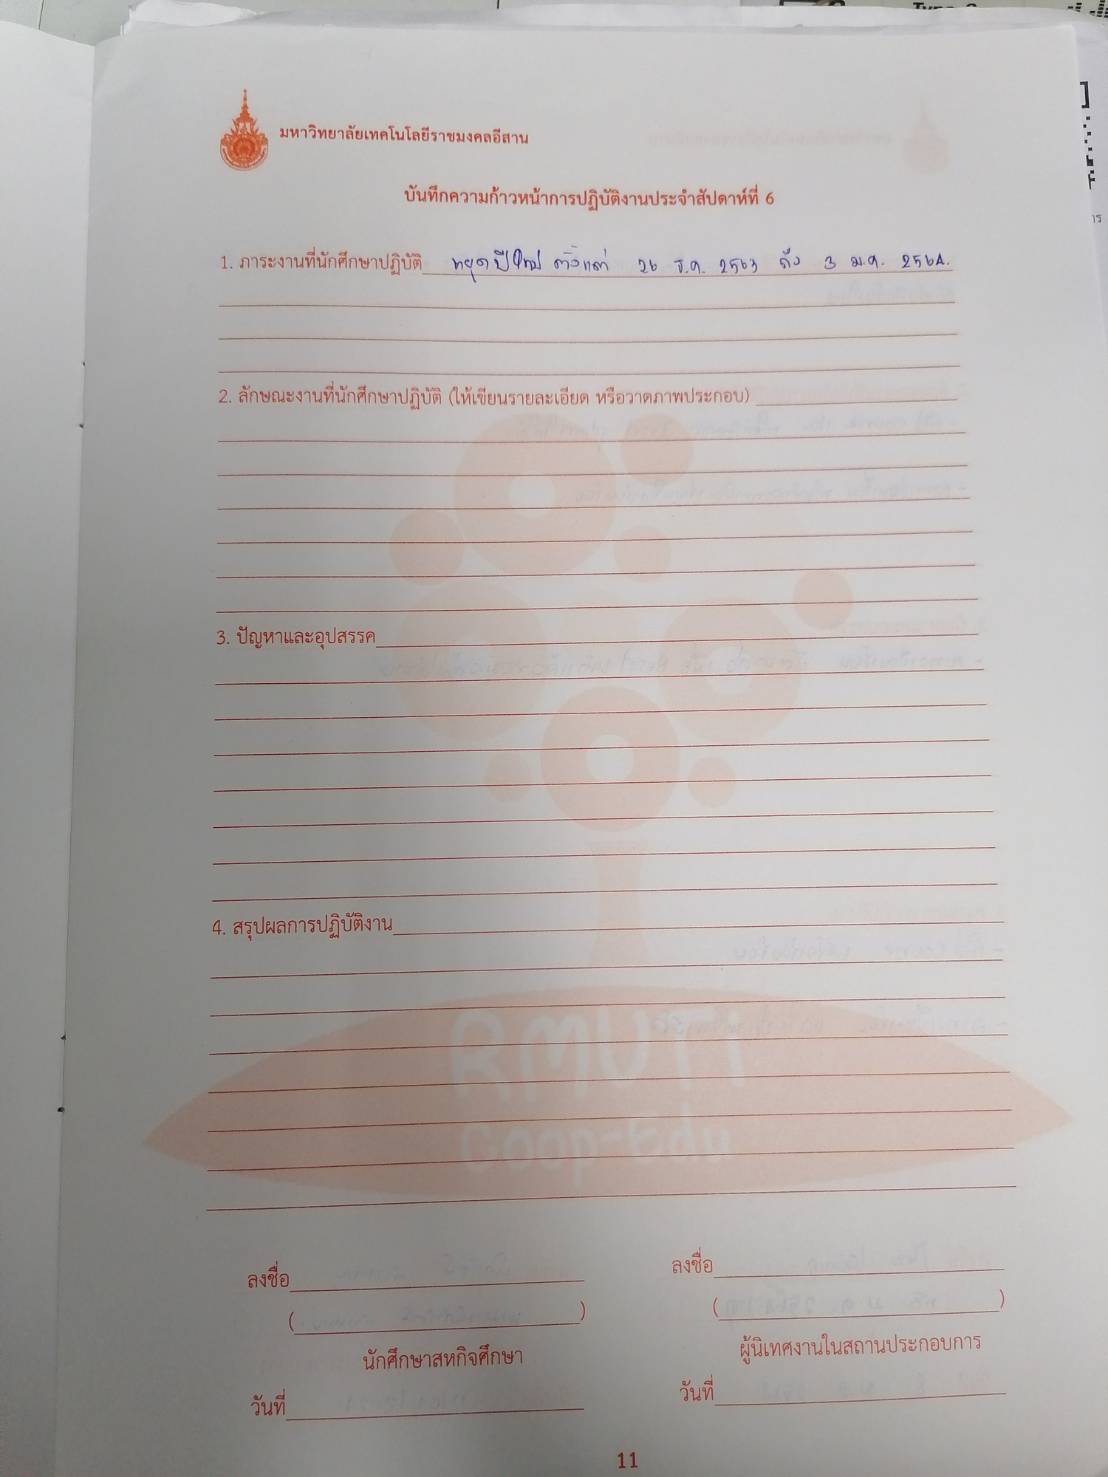 มหาวิทยาลัยเทคโนโลยีราชมงคลอีสาน
บันทึกความก้าวหน้าการปฏิบัติงานประจำสัปดาห์ที่ 6
1. ภาระงานที่นักศึกษาปฏิบัติ หยุดปีใหม่ ตั้งแต่ 26 ธ.ค. 2563 ถึง 3 ม.ค. 2564.
2. ลักษณะงานที่นักศึกษาปฏิบัติ (ให้เขียนรายละเอียด หรือวาดภาพประกอบ)
3. ปัญหาและอุปสรรค
4. สรุปผลการปฏิบัติงาน
RMUTI
Coop-
ลงชื่อ ลงชื่อ
( ) ( )
นักศึกษาสหกิจศึกษา ผู้นิเทศงานในสถานประกอบการ
วันที่ วันที่
11